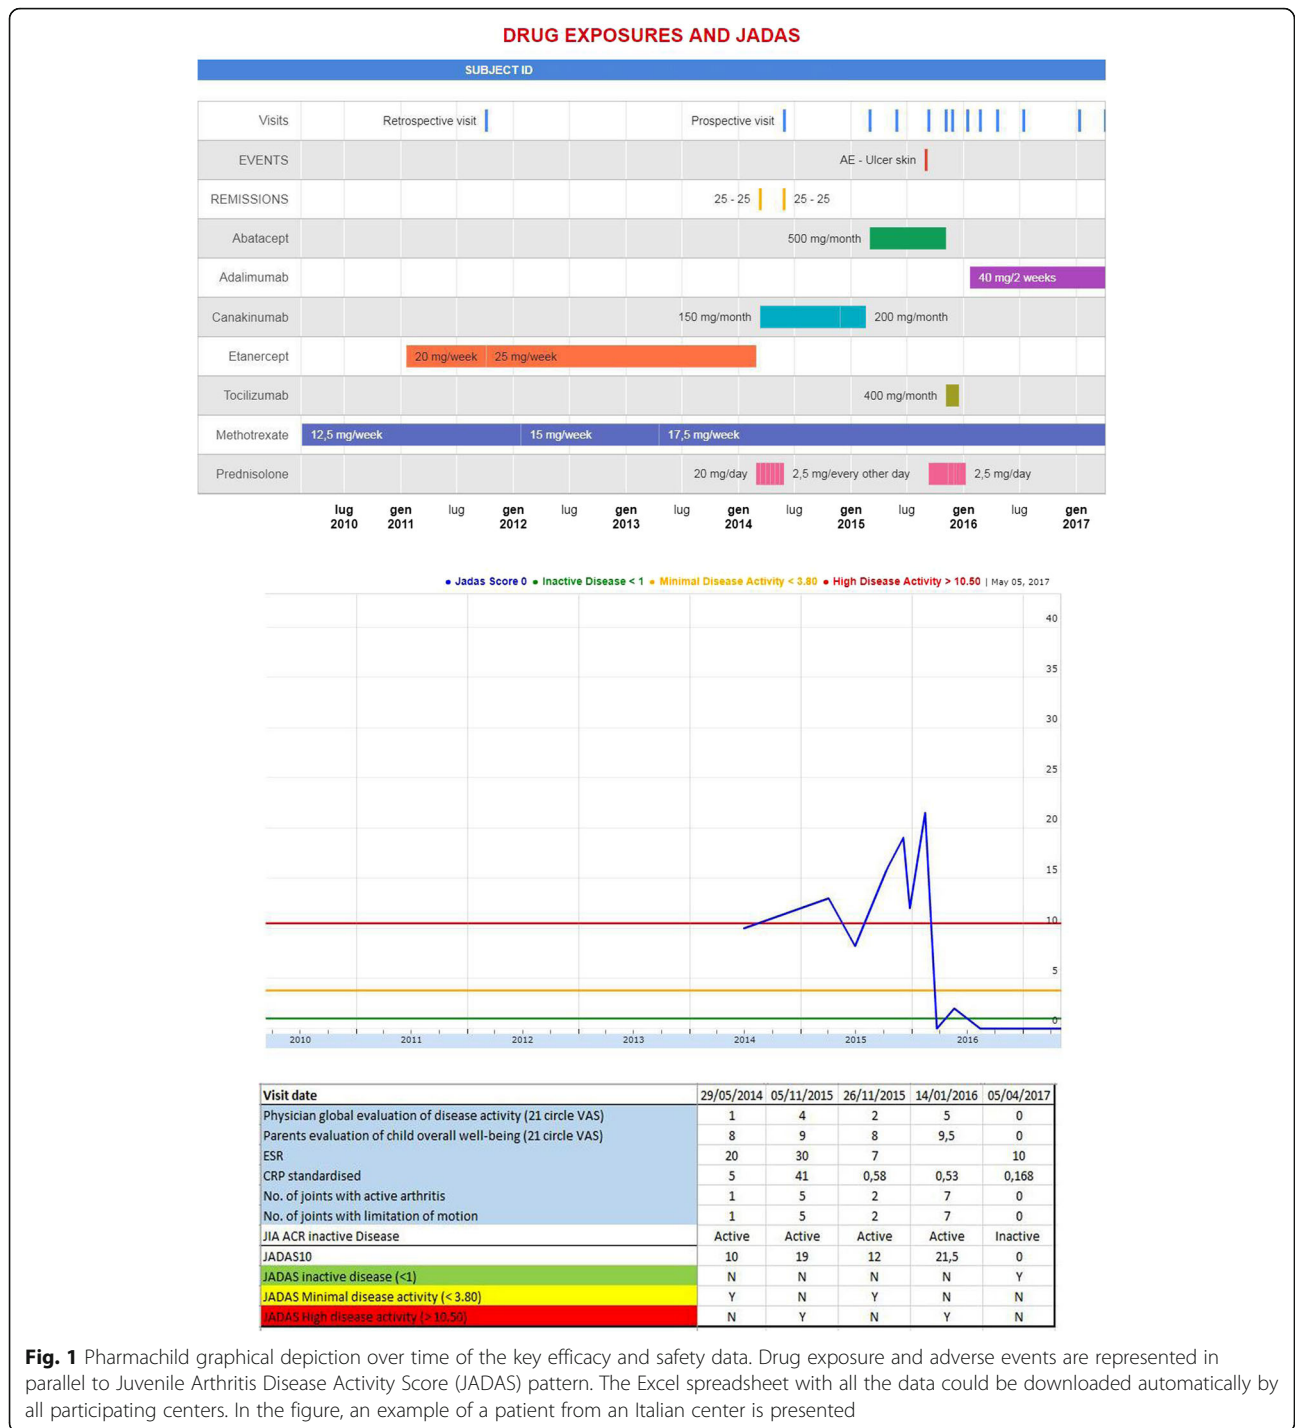 DRUG EXPOSURES AND JADAS
SUBJECT ID
Visits Retrospective visit Prospective visit
EVENTS AE - Ulcer skin
REMISSIONS 25 - 25 25 - 25
Abatacept 500 mg/month
Adalimumab 40 mg/2 weeks
Canakinumab 150 mg/month 200 mg/month
Etanercept 20 mg/week 25 mg/week
Tocilizumab 400 mg/month
Methotrexate 12,5 mg/week 15 mg/week 17,5 mg/week
Prednisolone 20 mg/day 2,5 mg/every other day 2,5 mg/day
lug gen lug gen lug gen lug gen lug gen lug gen lug gen
2010 2011 2012 2013 2014 2015 2016 2017
• Jadas Score 0 • Inactive Disease < 1 • Minimal Disease Activity < 3.80 • High Disease Activity > 10.50 | May 05, 2017
40
35
30
25
20
15
10
5
0
2010 2011 2012 2013 2014 2015 2016
Visit date 29/05/2014 05/11/2015 26/11/2015 14/01/2016 05/04/2017
Physician global evaluation of disease activity (21 circle VAS) 1 4 2 5 0
Parents evaluation of child overall well-being (21 circle VAS) 8 9 8 9,5 0
ESR 20 30 7 10
CRP standardised 5 41 0,58 0,53 0,168
No. of joints with active arthritis 1 5 2 7 0
No. of joints with limitation of motion 1 5 2 7 0
JIA ACR inactive Disease Active Active Active Active Inactive
JADAS10 10 19 12 21,5 0
JADAS inactive disease (<1) N N N N Y
JADAS Minimal disease activity (< 3.80) Y N Y N N
JADAS High disease activity (> 10.50) N Y N Y N
Fig. 1 Pharmachild graphical depiction over time of the key efficacy and safety data. Drug exposure and adverse events are represented in
parallel to Juvenile Arthritis Disease Activity Score (JADAS) pattern. The Excel spreadsheet with all the data could be downloaded automatically by
all participating centers. In the figure, an example of a patient from an Italian center is presented